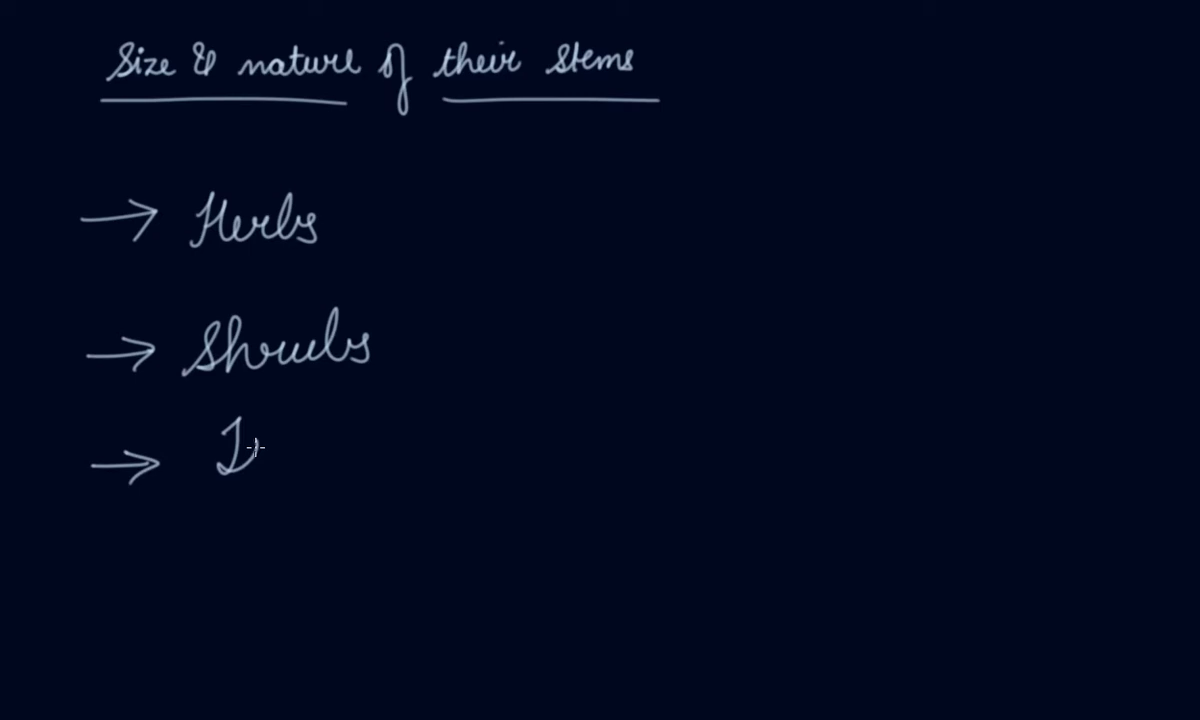 Size & nature of their stems
→ Herbs
→ Shrubs
→